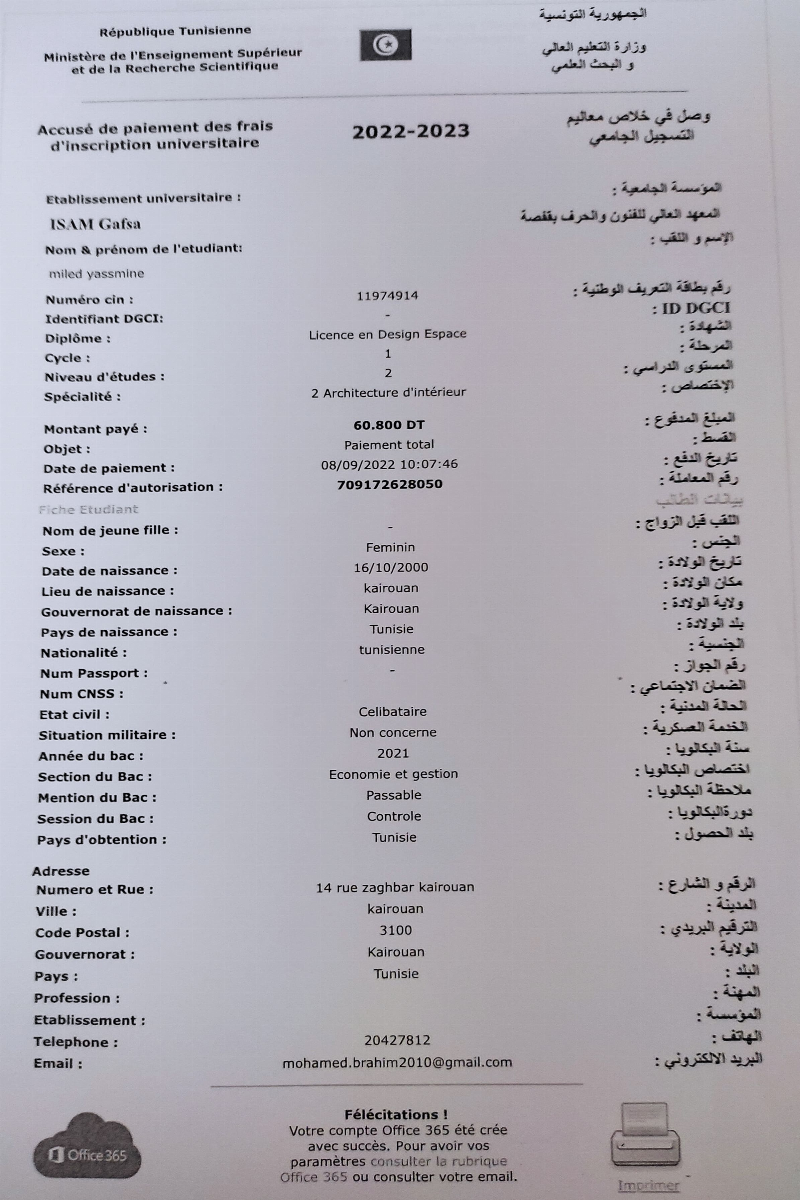 République Tunisienne
Ministère de l'Enseignement Supérieur
et de la Recherche Scientifique
الجمهورية التونسية
وزارة التعليم العالي
و البحث العلمي
Accusé de paiement des frais
d'inscription universitaire
2022-2023
وصل في خلاص معاليم
التسجيل الجامعي
Etablissement universitaire : المؤسسة الجامعية :
ISAM Gafsa المعهد العالي للفنون والحرف بقفصة
Nom & prénom de l'etudiant: الإسم و اللقب :
miled yassmine
Numéro cin : 11974914 رقم بطاقة التعريف الوطنية :
Identifiant DGCI: - ID DGCI :
Diplôme : Licence en Design Espace الشهادة :
Cycle : 1 المرحلة :
Niveau d'études : 2 المستوى الدراسي :
Spécialité : 2 Architecture d'intérieur الإختصاص :
Montant payé : 60.800 DT المبلغ المدفوع :
Objet : Paiement total القسط :
Date de paiement : 08/09/2022 10:07:46 تاريخ الدفع :
Référence d'autorisation : 709172628050 رقم المعاملة :
Fiche Etudiant بيانات الطالب
Nom de jeune fille : - اللقب قبل الزواج :
Sexe : Feminin الجنس :
Date de naissance : 16/10/2000 تاريخ الولادة :
Lieu de naissance : kairouan مكان الولادة :
Gouvernorat de naissance : Kairouan ولاية الولادة :
Pays de naissance : Tunisie بلد الولادة :
Nationalité : tunisienne الجنسية :
Num Passport : - رقم الجواز :
Num CNSS : الضمان الاجتماعي :
Etat civil : Celibataire الحالة المدنية :
Situation militaire : Non concerne الخدمة العسكرية :
Année du bac : 2021 سنة البكالويا :
Section du Bac : Economie et gestion اختصاص البكالويا :
Mention du Bac : Passable ملاحظة البكالويا :
Session du Bac : Controle دورةالبكالويا :
Pays d'obtention : Tunisie بلد الحصول :
Adresse
Numero et Rue : 14 rue zaghbar kairouan الرقم و الشارع :
Ville : kairouan المدينة :
Code Postal : 3100 الترقيم البريدي :
Gouvernorat : Kairouan الولاية :
Pays : Tunisie البلد :
Profession : المهنة :
Etablissement : المؤسسة :
Telephone : 20427812 الهاتف :
Email : mohamed.brahim2010@gmail.com البريد الالكتروني :
Félécitations !
Votre compte Office 365 été crée
avec succès. Pour avoir vos
paramètres consulter la rubrique
Office 365 ou consulter votre email.
Office 365
Imprimer